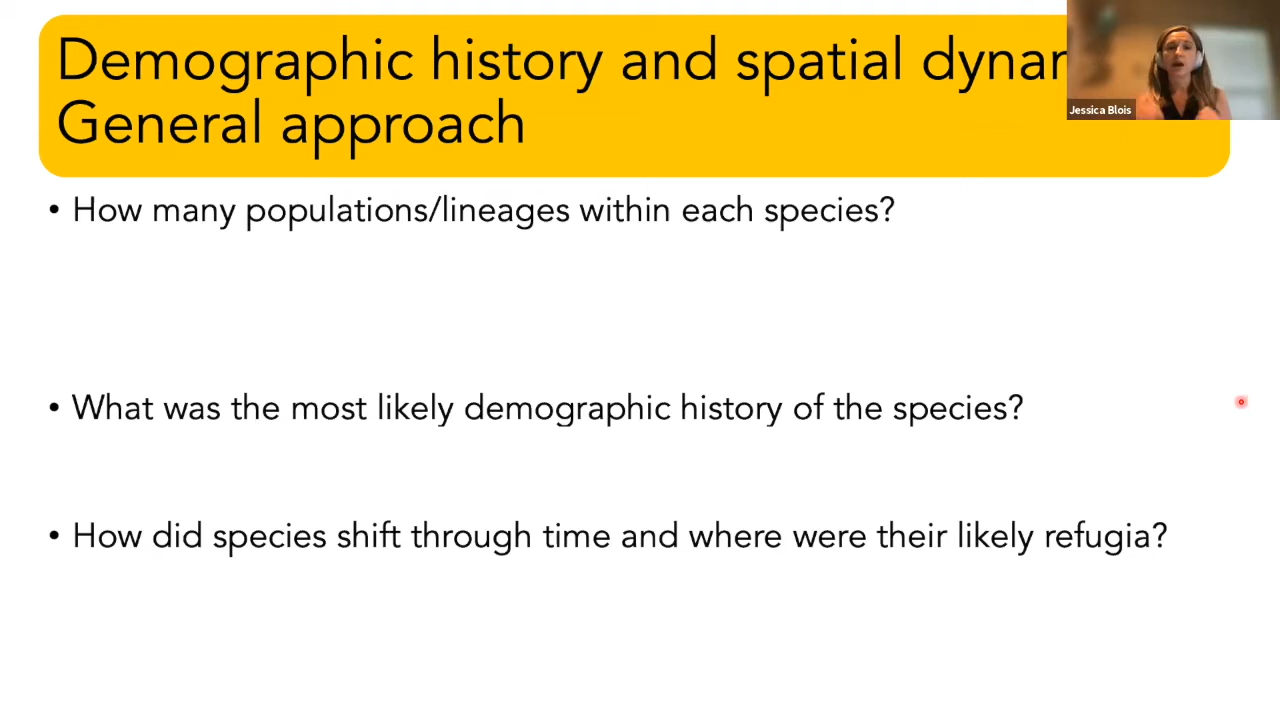 Demographic history and spatial
General approach
Jessica Blois
• How many populations/lineages within each species?
• What was the most likely demographic history of the species?
• How did species shift through time and where were their likely refugia?